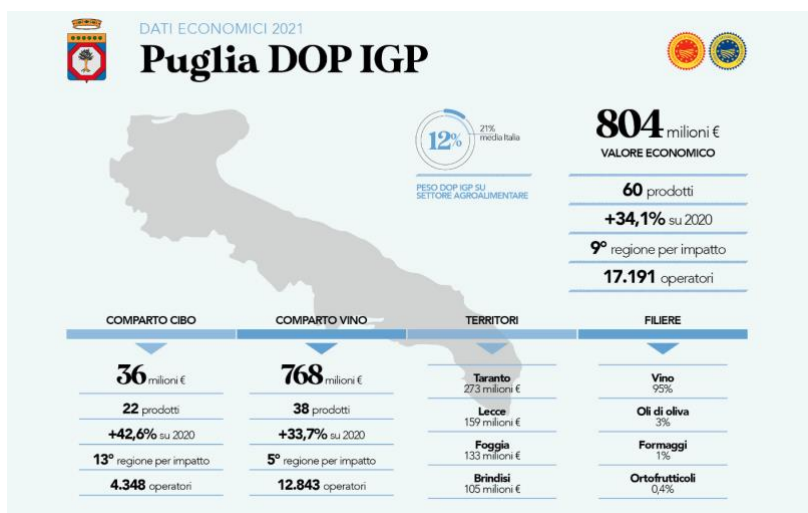 DATI ECONOMICI 2021
Puglia DOP IGP
12%
21%
media Italia
PESO DOP IGP SU
SETTORE AGROALIMENTARE
804 milioni €
VALORE ECONOMICO
60 prodotti
+34,1% su 2020
9° regione per impatto
17.191 operatori
COMPARTO CIBO
36 milioni €
22 prodotti
+42,6% su 2020
13° regione per impatto
4.348 operatori
COMPARTO VINO
768 milioni €
38 prodotti
+33,7% su 2020
5° regione per impatto
12.843 operatori
TERRITORI
Taranto
273 milioni €
Lecce
159 milioni €
Foggia
133 milioni €
Brindisi
105 milioni €
FILIERE
Vino
95%
Oli di oliva
3%
Formaggi
1%
Ortofrutticoli
0,4%